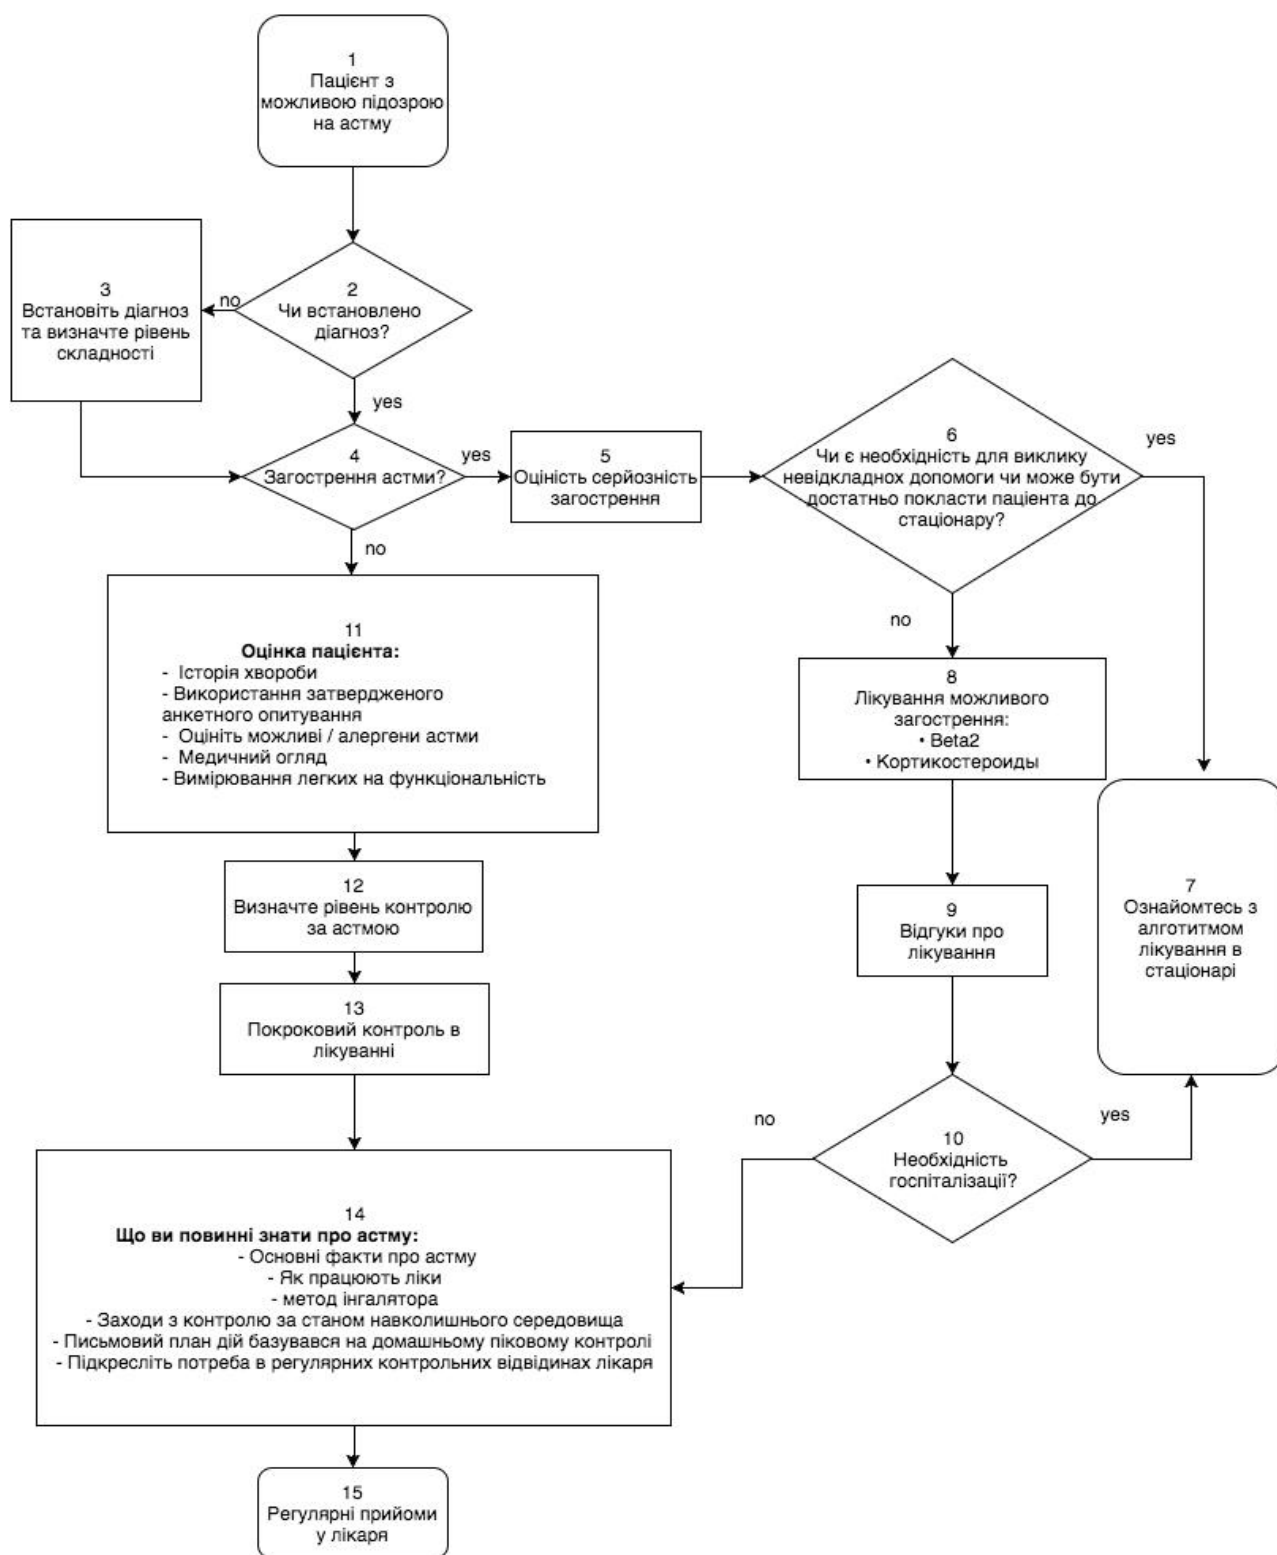 1
Пацієнт з
можливою підозрою
на астму
2
Чи встановлено
діагноз?
no
3
Встановіть діагноз
та визначте рівень
складності
yes
4
Загострення астми?
yes
5
Оціність серйозність
загострення
6
Чи є необхідність для виклику
невідкладнох допомоги чи може бути
достатньо покласти паціента до
стаціонару?
yes
no
no
11
Оцінка пацієнта:
- Історія хвороби
- Використання затвердженого
анкетного опитування
- Оцініть можливі / алергени астми
- Медичний огляд
- Вимірювання легких на функціональність
8
Лікування можливого
загострення:
• Beta2
• Кортикостероиды
7
Ознайомтесь з
алготитмом
лікування в
стаціонарі
12
Визначте рівень контролю
за астмою
9
Відгуки про
лікування
13
Покроковий контроль в
лікуванні
no
10
Необхідність
госпіталізації?
yes
14
Що ви повинні знати про астму:
- Основні факти про астму
- Як працюють ліки
- метод інгалятора
- Заходи з контролю за станом навколишнього середовища
- Письмовий план дій базувався на домашньому піковому контролі
- Підкресліть потреба в регулярних контрольних відвідинах лікаря
15
Регулярні прийоми
у лікаря